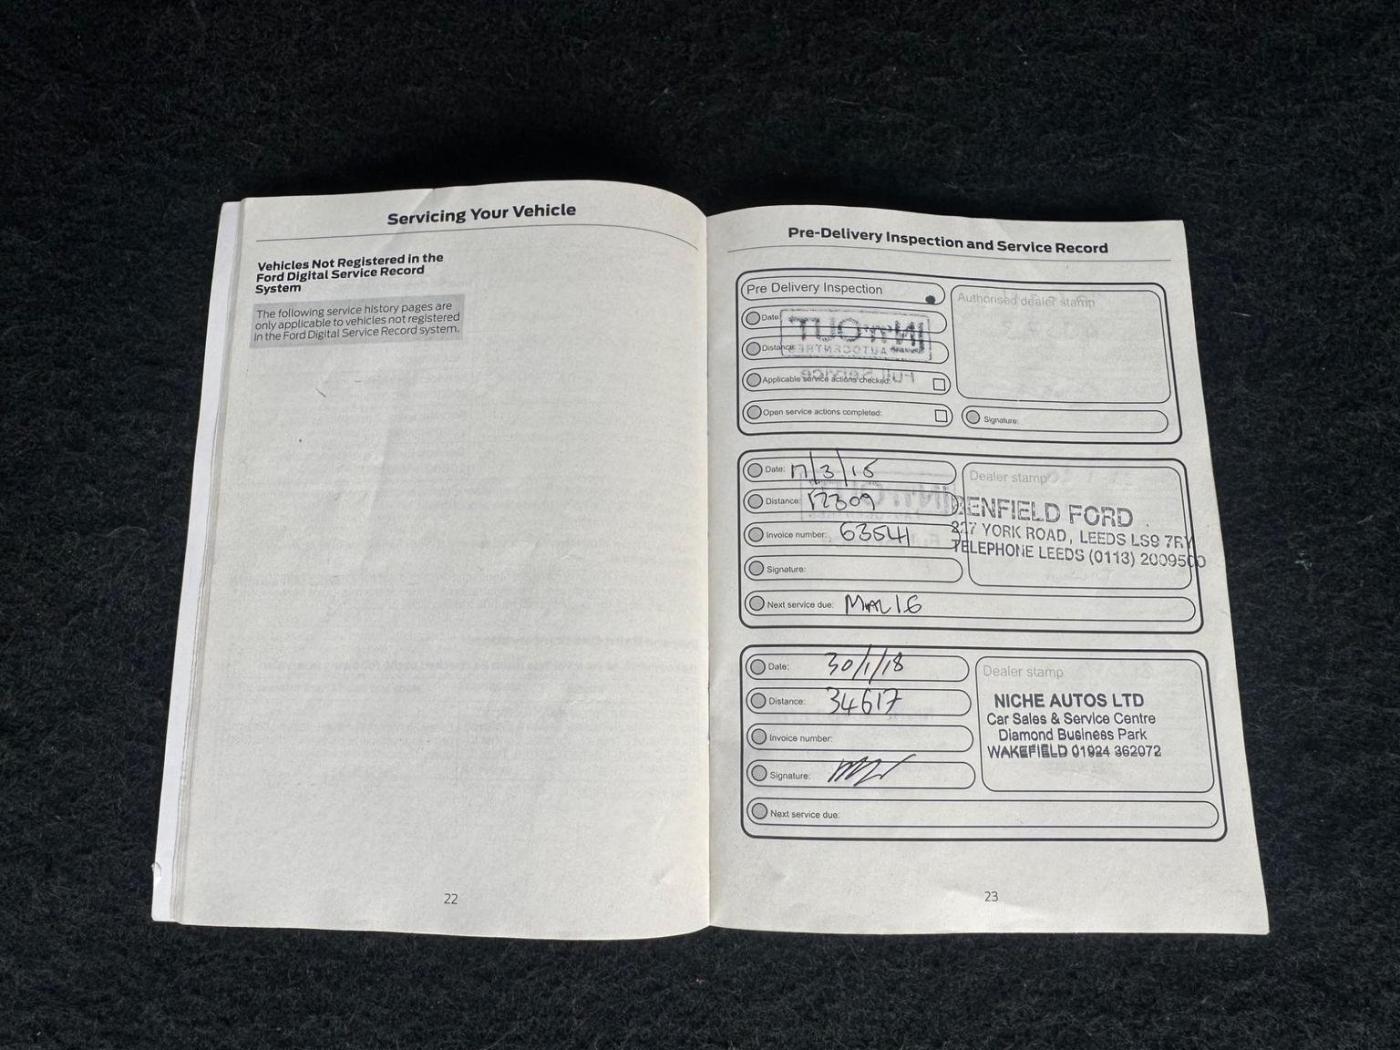 Servicing Your Vehicle
Vehicles Not Registered in the
Ford Digital Service Record
System
The following service history pages are
only applicable to vehicles not registered
in the Ford Digital Service Record system.
22
Pre-Delivery Inspection and Service Record
Pre Delivery Inspection
Authorised dealer stamp
Date:
Distance:
Applicable service actions checked:
Open service actions completed:
Signature:
Date: 17/3/15
Dealer stamp
Distance: 12309
Invoice number: 63541
Signature:
Next service due: Mar 16
DENFIELD FORD
827 YORK ROAD, LEEDS LS9 7RY
TELEPHONE LEEDS (0113) 2009500
Date: 30/1/18
Dealer stamp
Distance: 34617
Invoice number:
Signature:
Next service due:
NICHE AUTOS LTD
Car Sales & Service Centre
Diamond Business Park
WAKEFIELD 01924 362072
23